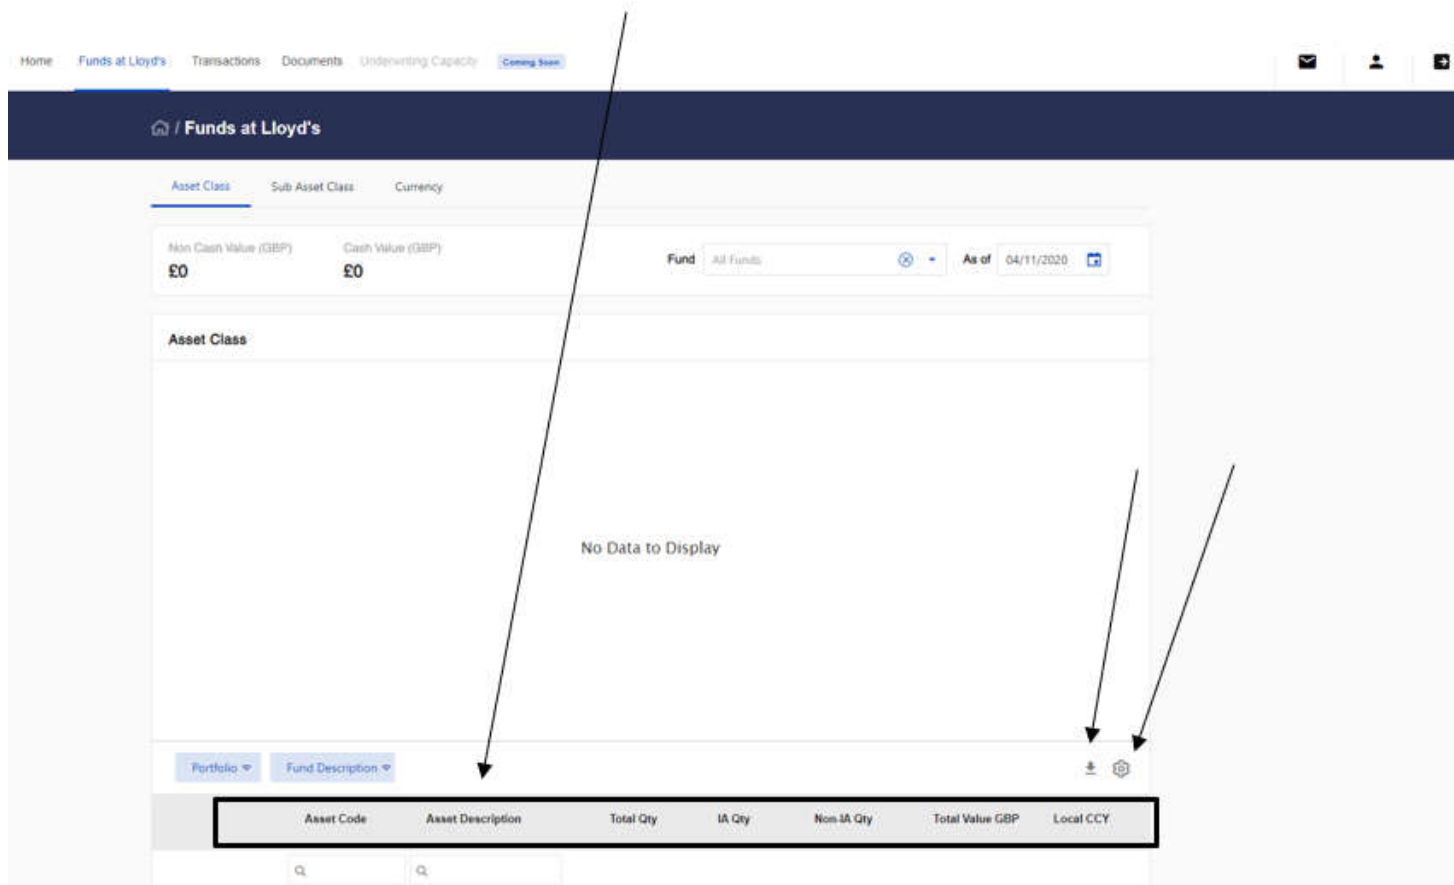 Home Funds at Lloyd's Transactions Documents Underwriting Capacity Coming Soon
/ Funds at Lloyd's
Asset Class Sub Asset Class Currency
Non Cash Value (GBP) Cash Value (GBP)
£0 £0
Fund All Funds As of 04/11/2020
Asset Class
No Data to Display
Portfolio Fund Description
Asset Code Asset Description Total Qty IA Qty Non-IA Qty Total Value GBP Local CCY